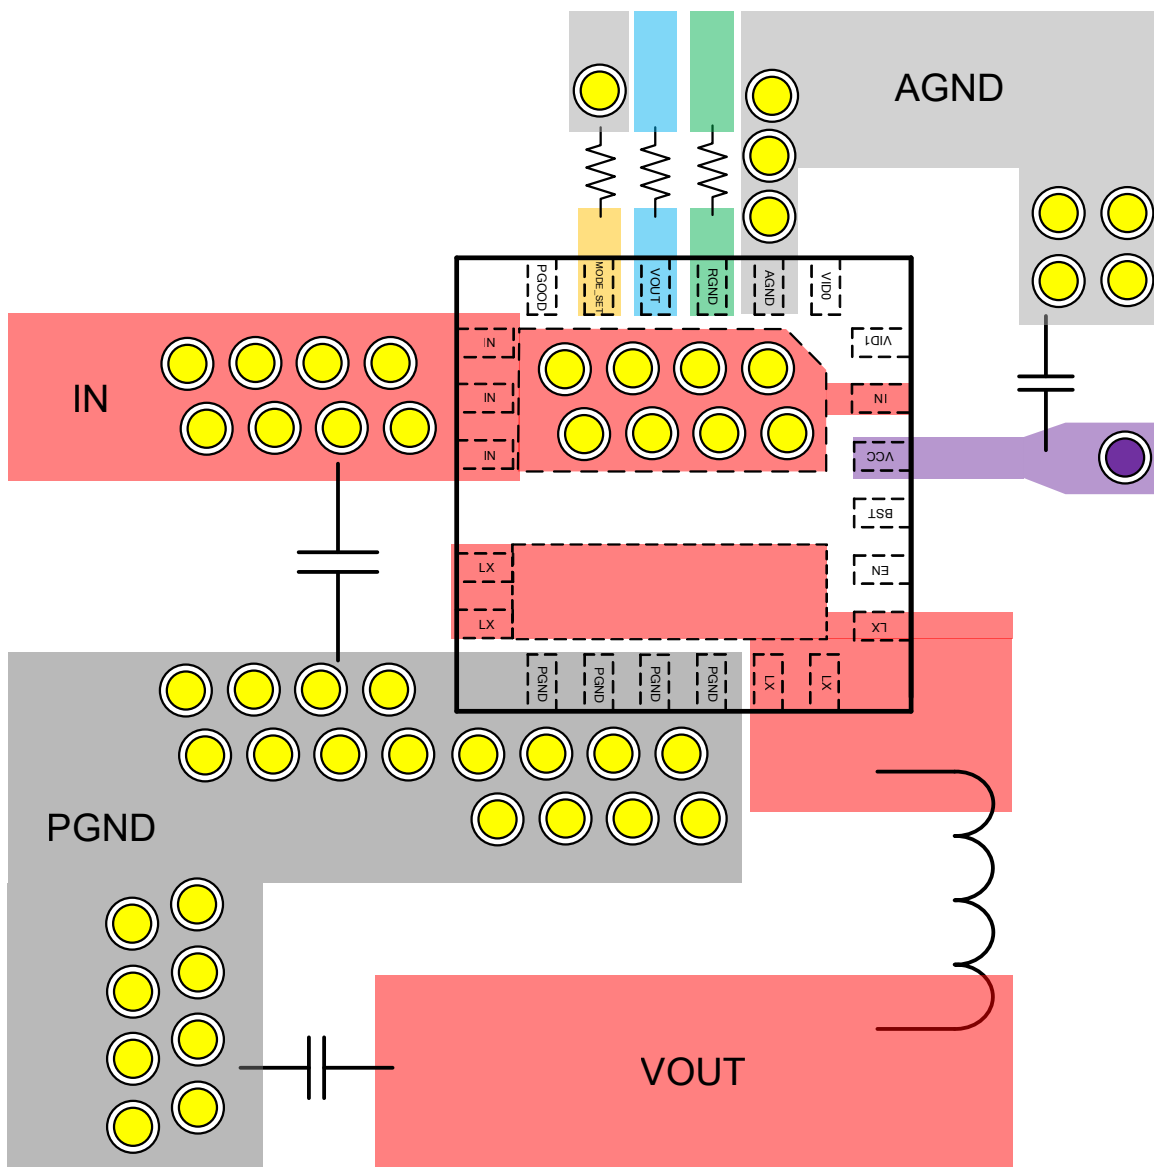 AGND
PGOOD
MODE_SET
VOUT
RGND
AGND
VID0
IN
VID1
IN
IN
IN
IN
VCC
BST
LX
EN
LX
LX
PGND
PGND
PGND
PGND
LX
LX
PGND
VOUT